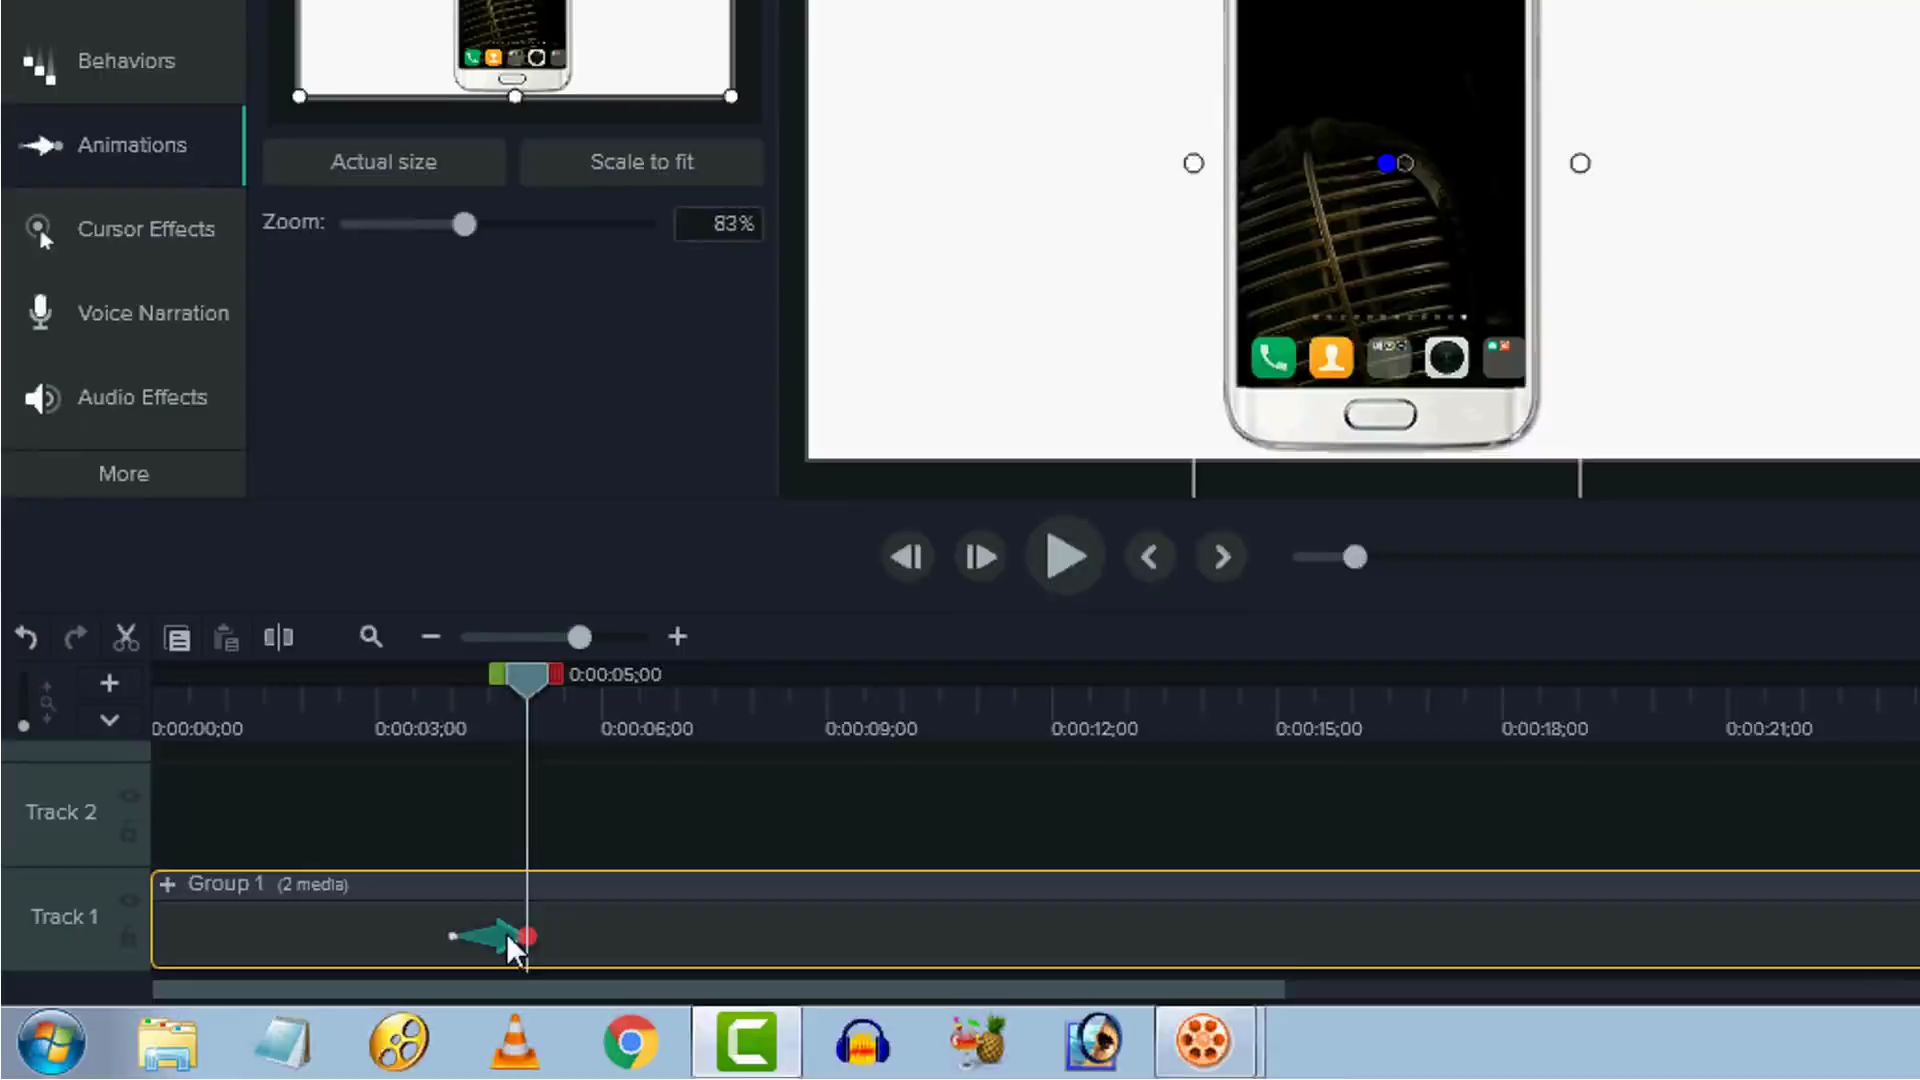 Behaviors
Animations
Cursor Effects
Voice Narration
Audio Effects
More
Actual size
Scale to fit
Zoom:
83%
0:00:05;00
0:00:00;00
0:00:03;00
0:00:06;00
0:00:09;00
0:00:12;00
0:00:15;00
0:00:18;00
0:00:21;00
Track 2
Group 1 (2 media)
Track 1